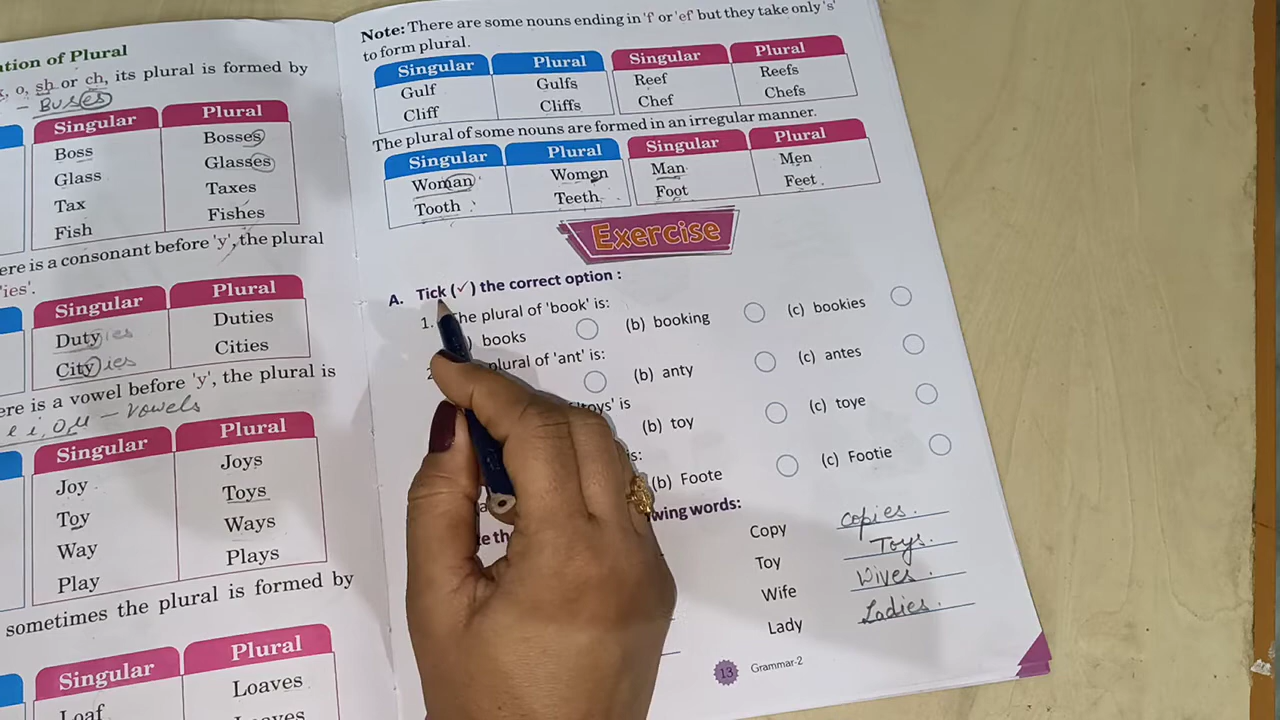 tion of Plural
o, sh or ch, its plural is formed by
Buses
Singular Plural
Boss Bosses
Glass Glasses
Tax Taxes
Fish Fishes
ere is a consonant before 'y', the plural
'ies'.
Singular Plural
Duty ies Duties
City ies Cities
ere is a vowel before 'y', the plural is
e i, o, u – vowels
Singular Plural
Joy Joys
Toy Toys
Way Ways
Play Plays
sometimes the plural is formed by
Singular Plural
Loaf Loaves
Note: There are some nouns ending in 'f' or 'ef' but they take only 's'
to form plural.
Singular Plural Singular Plural
Gulf Gulfs Reef Reefs
Cliff Cliffs Chef Chefs
The plural of some nouns are formed in an irregular manner.
Singular Plural Singular Plural
Woman Women Man Men
Tooth Teeth Foot Feet
Exercise
A. Tick (✓) the correct option :
1. The plural of 'book' is:
books (b) booking (c) bookies
plural of 'ant' is:
(b) anty (c) antes
'toys' is
(b) toy (c) toye
is:
(b) Foote (c) Footie
wing words:
Copy copies.
Toy Toys.
Wife Wives.
Lady Ladies.
13 Grammar-2